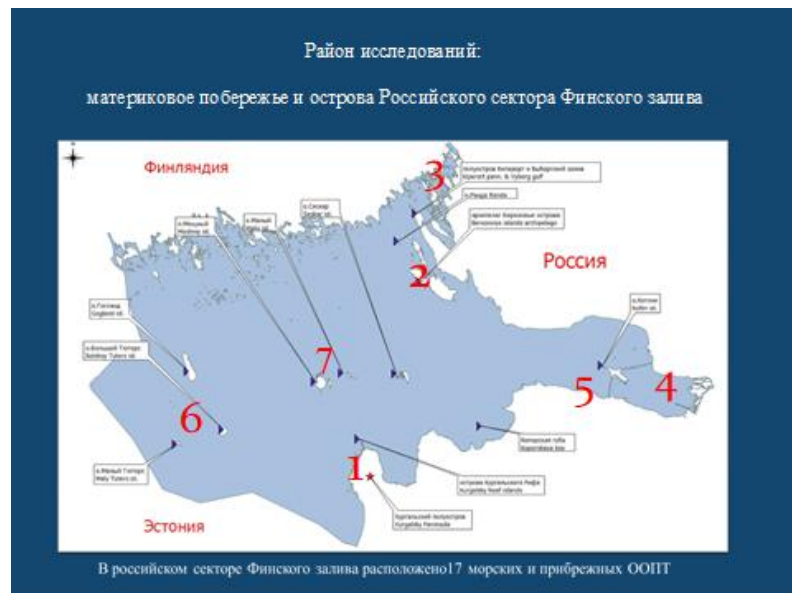 Район исследований:
материковое побережье и острова Российского сектора Финского залива
Финляндия
3
полуостров Киперорт и Выборгский залив
Kiperort penn. & Vyborg gulf
о.Рондо Rondo
архипелаг Березовые острова
Berezovye islands archipelago
о.Сескар
Seskar isl.
о.Малый
о.Мощный
Moshny isl.
2
Россия
о.Гогланд
Gogland isl.
о.Котлин
Kotlin isl.
о.Большой Тютерс
Bolshoy Tuters isl.
7
5
4
6
1
Копорская губа
Koporskaya bay
о.Малый Тютерс
Maly Tuters isl.
острова Кургальского Рифа
Kurgalsky Reef islands
Кургальский полуостров
Kurgalsky Peninsula
Эстония
В российском секторе Финского залива расположено17 морских и прибрежных ООПТ